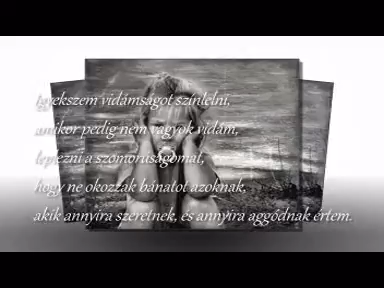 Igyekszem vidámságot színlelni,
amikor pedig nem vagyok vidám,
leplezni a szomorúságomat,
hogy ne okozzak bánatot azoknak,
akik annyira szeretnek, és annyira aggódnak értem.